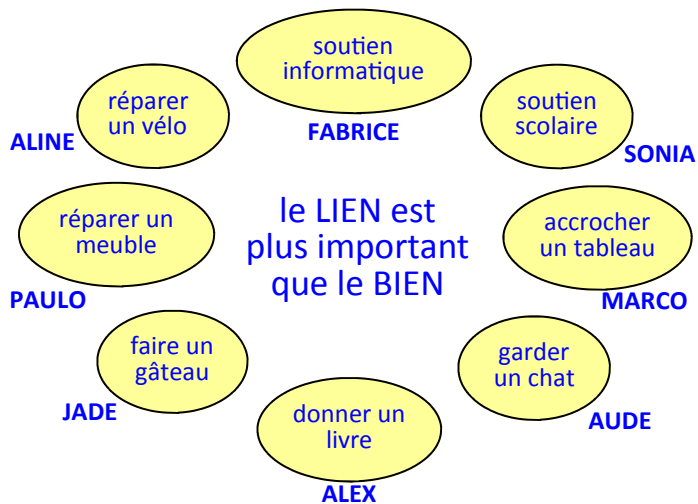 soutien
informatique
FABRICE
réparer
un vélo
ALINE
soutien
scolaire
SONIA
réparer un
meuble
PAULO
le LIEN est
plus important
que le BIEN
accrocher
un tableau
MARCO
faire un
gâteau
JADE
garder
un chat
AUDE
donner un
livre
ALEX